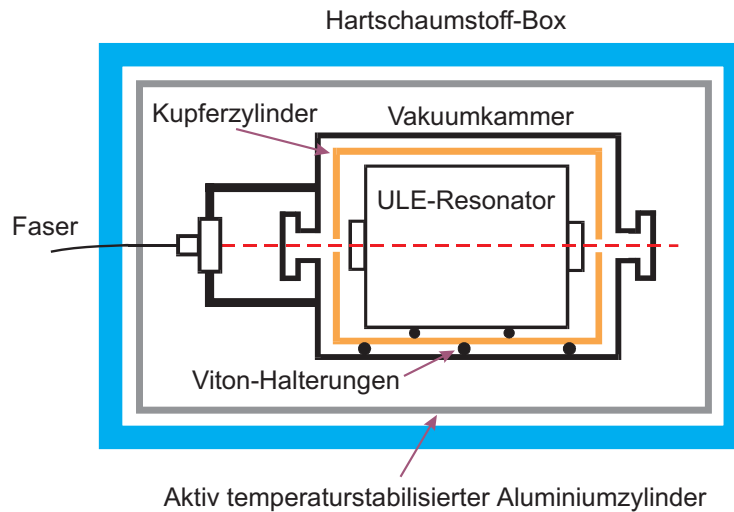 Hartschaumstoff-Box
Kupferzylinder
Vakuumkammer
ULE-Resonator
Faser
Viton-Halterungen
Aktiv temperaturstabilisierter Aluminiumzylinder